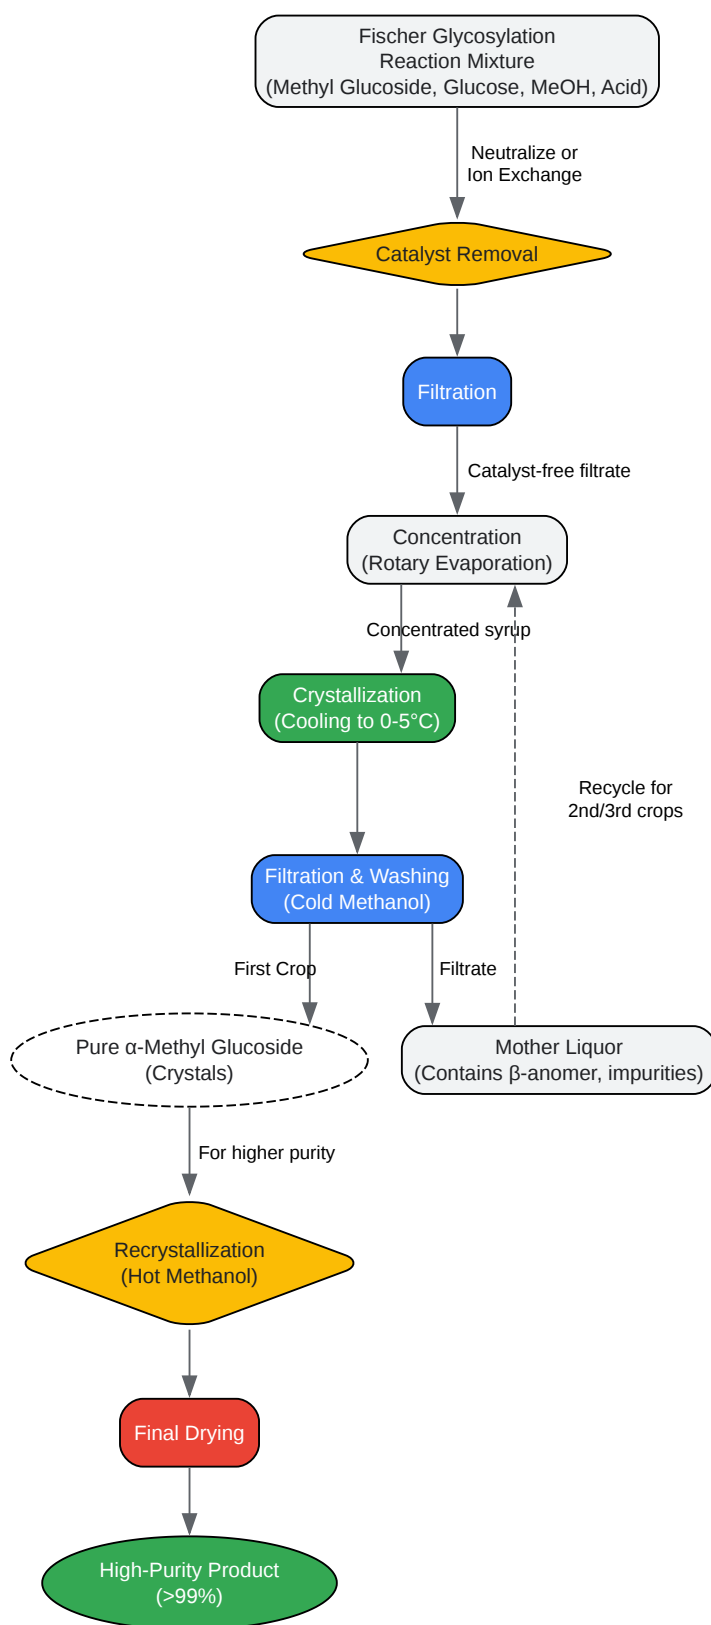 Fischer Glycosylation
Reaction Mixture
(Methyl Glucoside, Glucose, MeOH, Acid)
Neutralize or
Ion Exchange
Catalyst Removal
Filtration
Catalyst-free filtrate
Concentration
(Rotary Evaporation)
Concentrated syrup
Crystallization
(Cooling to 0-5°C)
Recycle for
2nd/3rd crops
Filtration & Washing
(Cold Methanol)
First Crop
Filtrate
Pure α-Methyl Glucoside
(Crystals)
Mother Liquor
(Contains β-anomer, impurities)
For higher purity
Recrystallization
(Hot Methanol)
Final Drying
High-Purity Product
(>99%)